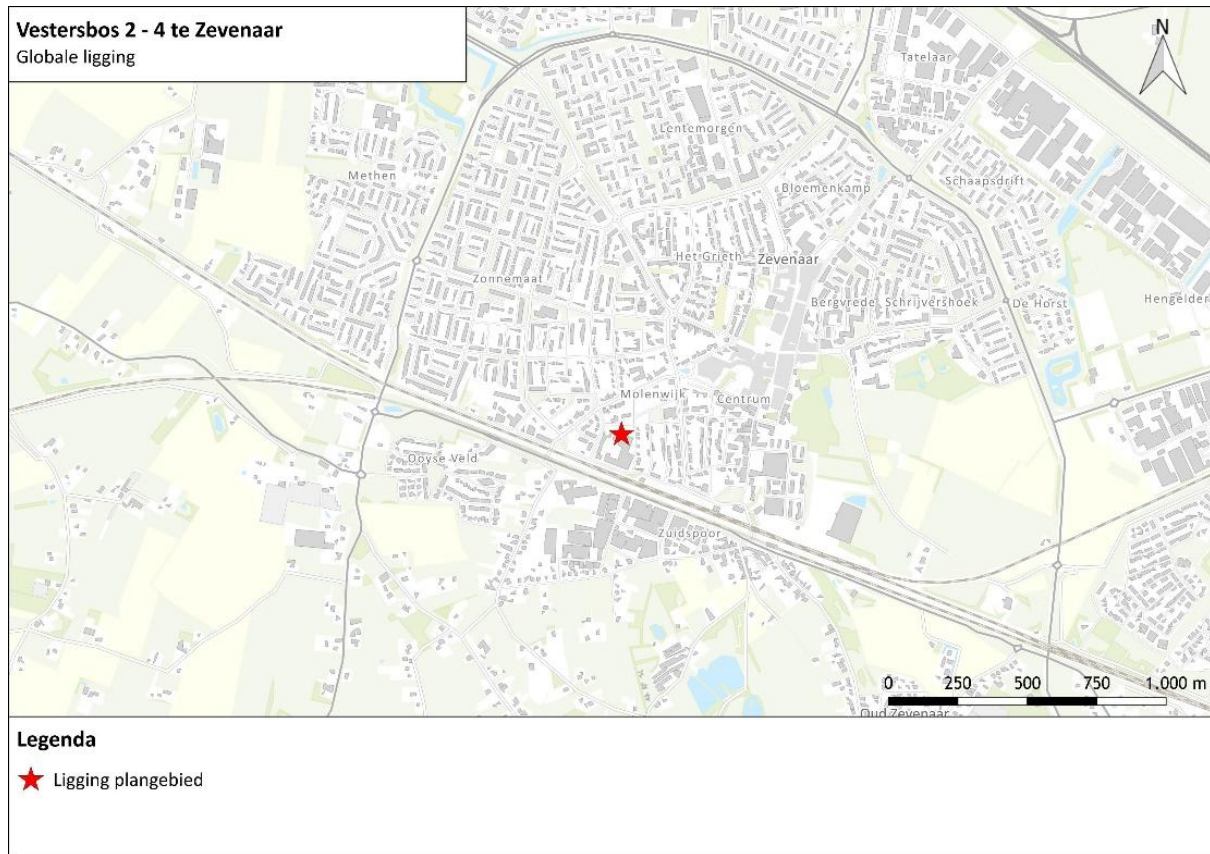 Vestersbos 2 - 4 te Zevenaar
Globale ligging
N
Tatelaar
Lentemorgen
Methen
Bloemenkamp
Schaapsdrift
Het Grieth
Zevenaar
Zonnemaat
Bergvrede
Schrijvershoek
De Horst
Hengelder
Molenwijk
Centrum
Ooyse Veld
Zuidspoor
0 250 500 750 1.000 m
Oud Zevenaar
Legenda
Ligging plangebied